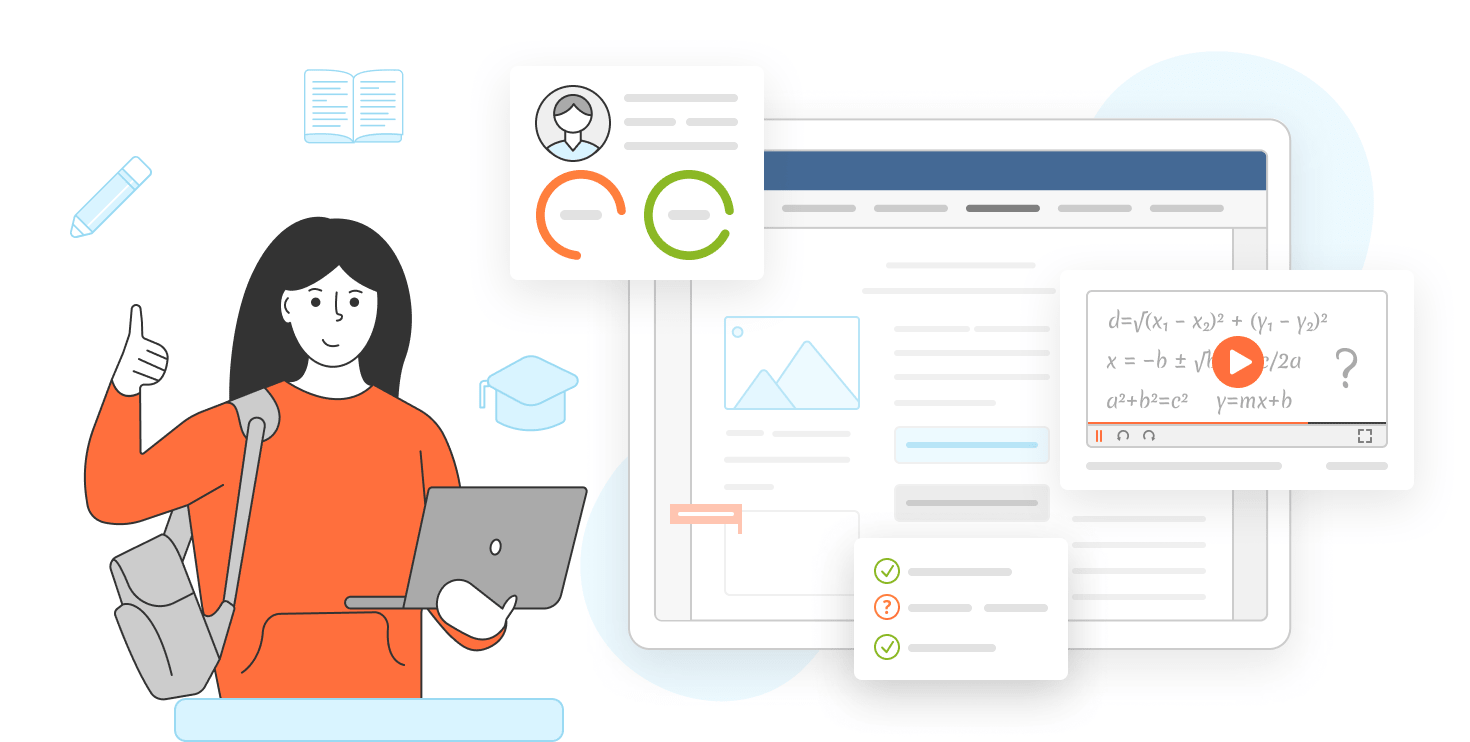 d=√(x₁ − x₂)² + (y₁ − y₂)²
x = −b ± √b c/2a
?
a²+b²=c² y=mx+b
?